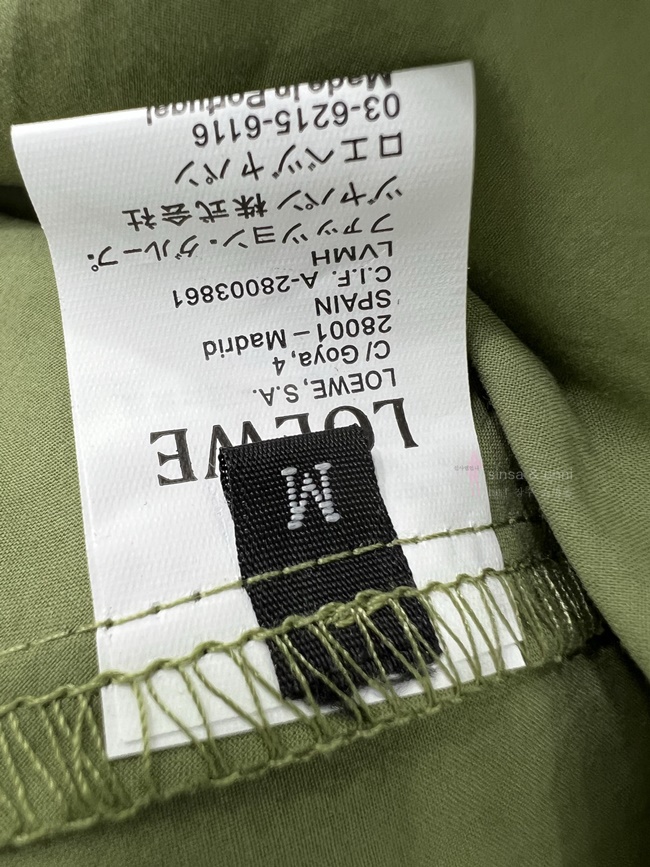 LOEWE
M
LOEWE, S.A.
C/ Goya, 4
28001 – Madrid
SPAIN
C.I.F. A-28003861
LVMH
ファッション・グループ・
ジャパン 株式会社
ロエベジャパン
03-6215-6116
Made in Portugal
sinsa &